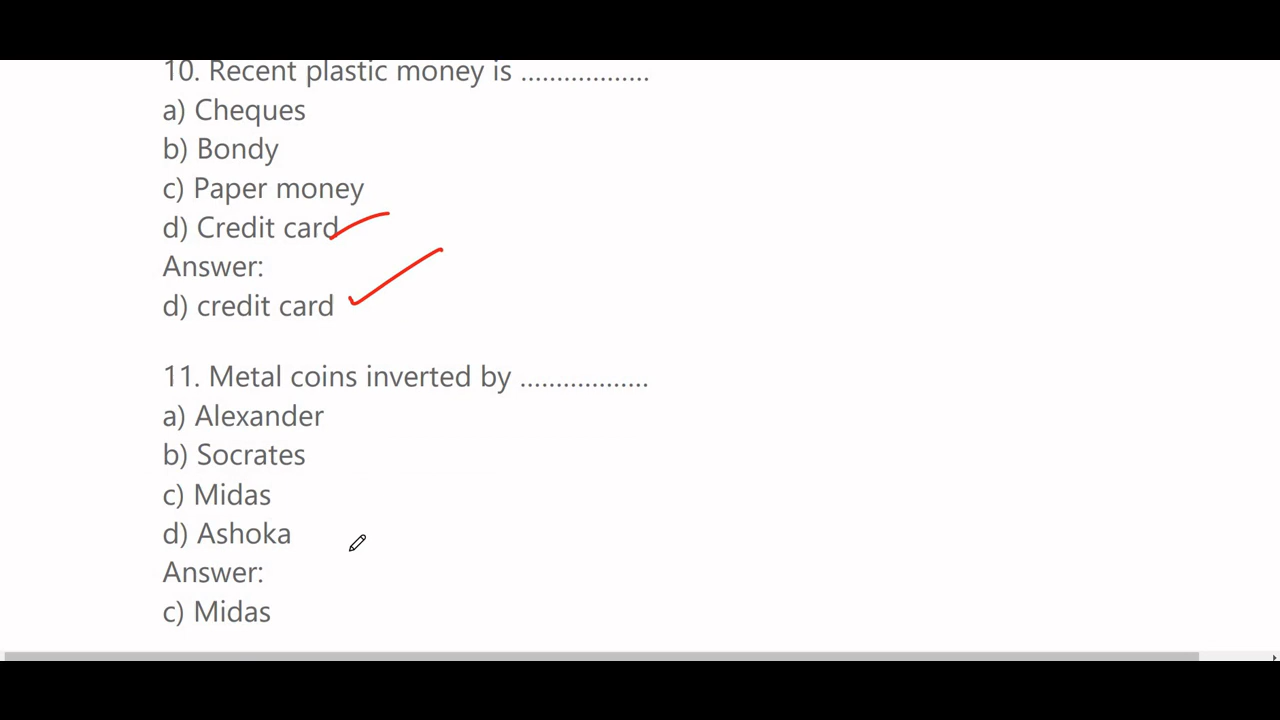 10. Recent plastic money is ..................
a) Cheques
b) Bondy
c) Paper money
d) Credit card
Answer:
d) credit card
11. Metal coins inverted by ..................
a) Alexander
b) Socrates
c) Midas
d) Ashoka
Answer:
c) Midas